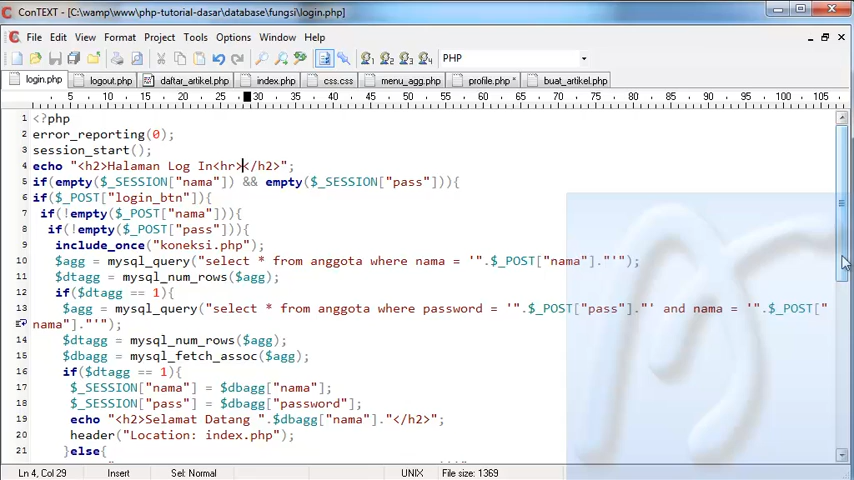 ConTEXT - [C:\wamp\www\php-tutorial-dasar\database\fungsi\login.php]
File Edit View Format Project Tools Options Window Help
PHP
login.php logout.php daftar_artikel.php index.php css.css menu_agg.php profile.php * buat_artikel.php
5 10 15 20 25 30 35 40 45 50 55 60 65 70 75 80 85 90 95 100 105
1 <?php
2 error_reporting(0);
3 session_start();
4 echo "<h2>Halaman Log In<hr></h2>";
5 if(empty($_SESSION["nama"]) && empty($_SESSION["pass"])){
6 if($_POST["login_btn"]){
7 if(!empty($_POST["nama"])){
8 if(!empty($_POST["pass"])){
9 include_once("koneksi.php");
10 $agg = mysql_query("select * from anggota where nama = '".$_POST["nama"]."'");
11 $dtagg = mysql_num_rows($agg);
12 if($dtagg == 1){
13 $agg = mysql_query("select * from anggota where password = '".$_POST["pass"]."' and nama = '".$_POST["
nama"]."'");
14 $dtagg = mysql_num_rows($agg);
15 $dbagg = mysql_fetch_assoc($agg);
16 if($dtagg == 1){
17 $_SESSION["nama"] = $dbagg["nama"];
18 $_SESSION["pass"] = $dbagg["password"];
19 echo "<h2>Selamat Datang ".$dbagg["nama"]."</h2>";
20 header("Location: index.php");
21 }else{
Ln 4, Col 29 Insert Sel: Normal UNIX File size: 1369